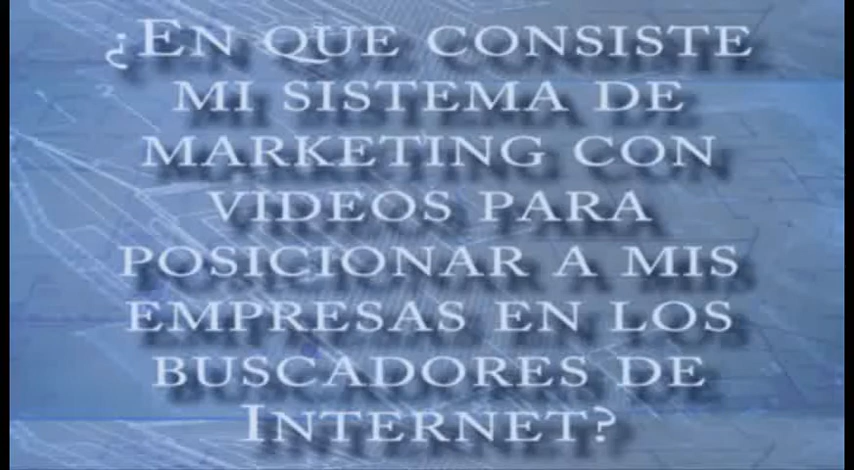 ¿En que consiste
mi sistema de
marketing con
videos para
posicionar a mis
empresas en los
buscadores de
Internet?